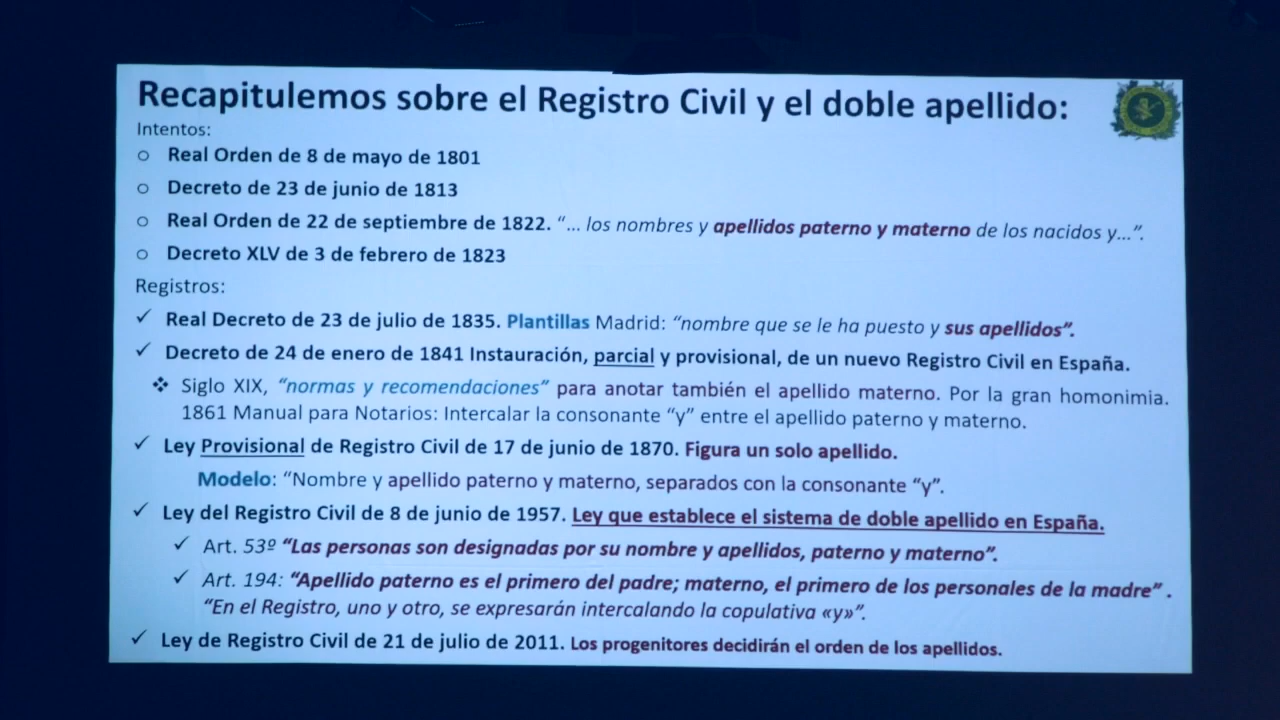 Recapitulemos sobre el Registro Civil y el doble apellido:
Intentos:
○ Real Orden de 8 de mayo de 1801
○ Decreto de 23 de junio de 1813
○ Real Orden de 22 de septiembre de 1822. “... los nombres y apellidos paterno y materno de los nacidos y...”.
○ Decreto XLV de 3 de febrero de 1823
Registros:
✓ Real Decreto de 23 de julio de 1835. Plantillas Madrid: “nombre que se le ha puesto y sus apellidos”.
✓ Decreto de 24 de enero de 1841 Instauración, parcial y provisional, de un nuevo Registro Civil en España.
❖ Siglo XIX, “normas y recomendaciones” para anotar también el apellido materno. Por la gran homonimia.
1861 Manual para Notarios: Intercalar la consonante “y” entre el apellido paterno y materno.
✓ Ley Provisional de Registro Civil de 17 de junio de 1870. Figura un solo apellido.
Modelo: “Nombre y apellido paterno y materno, separados con la consonante “y”.
✓ Ley del Registro Civil de 8 de junio de 1957. Ley que establece el sistema de doble apellido en España.
✓ Art. 53º “Las personas son designadas por su nombre y apellidos, paterno y materno”.
✓ Art. 194: “Apellido paterno es el primero del padre; materno, el primero de los personales de la madre” .
“En el Registro, uno y otro, se expresarán intercalando la copulativa «y»”.
✓ Ley de Registro Civil de 21 de julio de 2011. Los progenitores decidirán el orden de los apellidos.